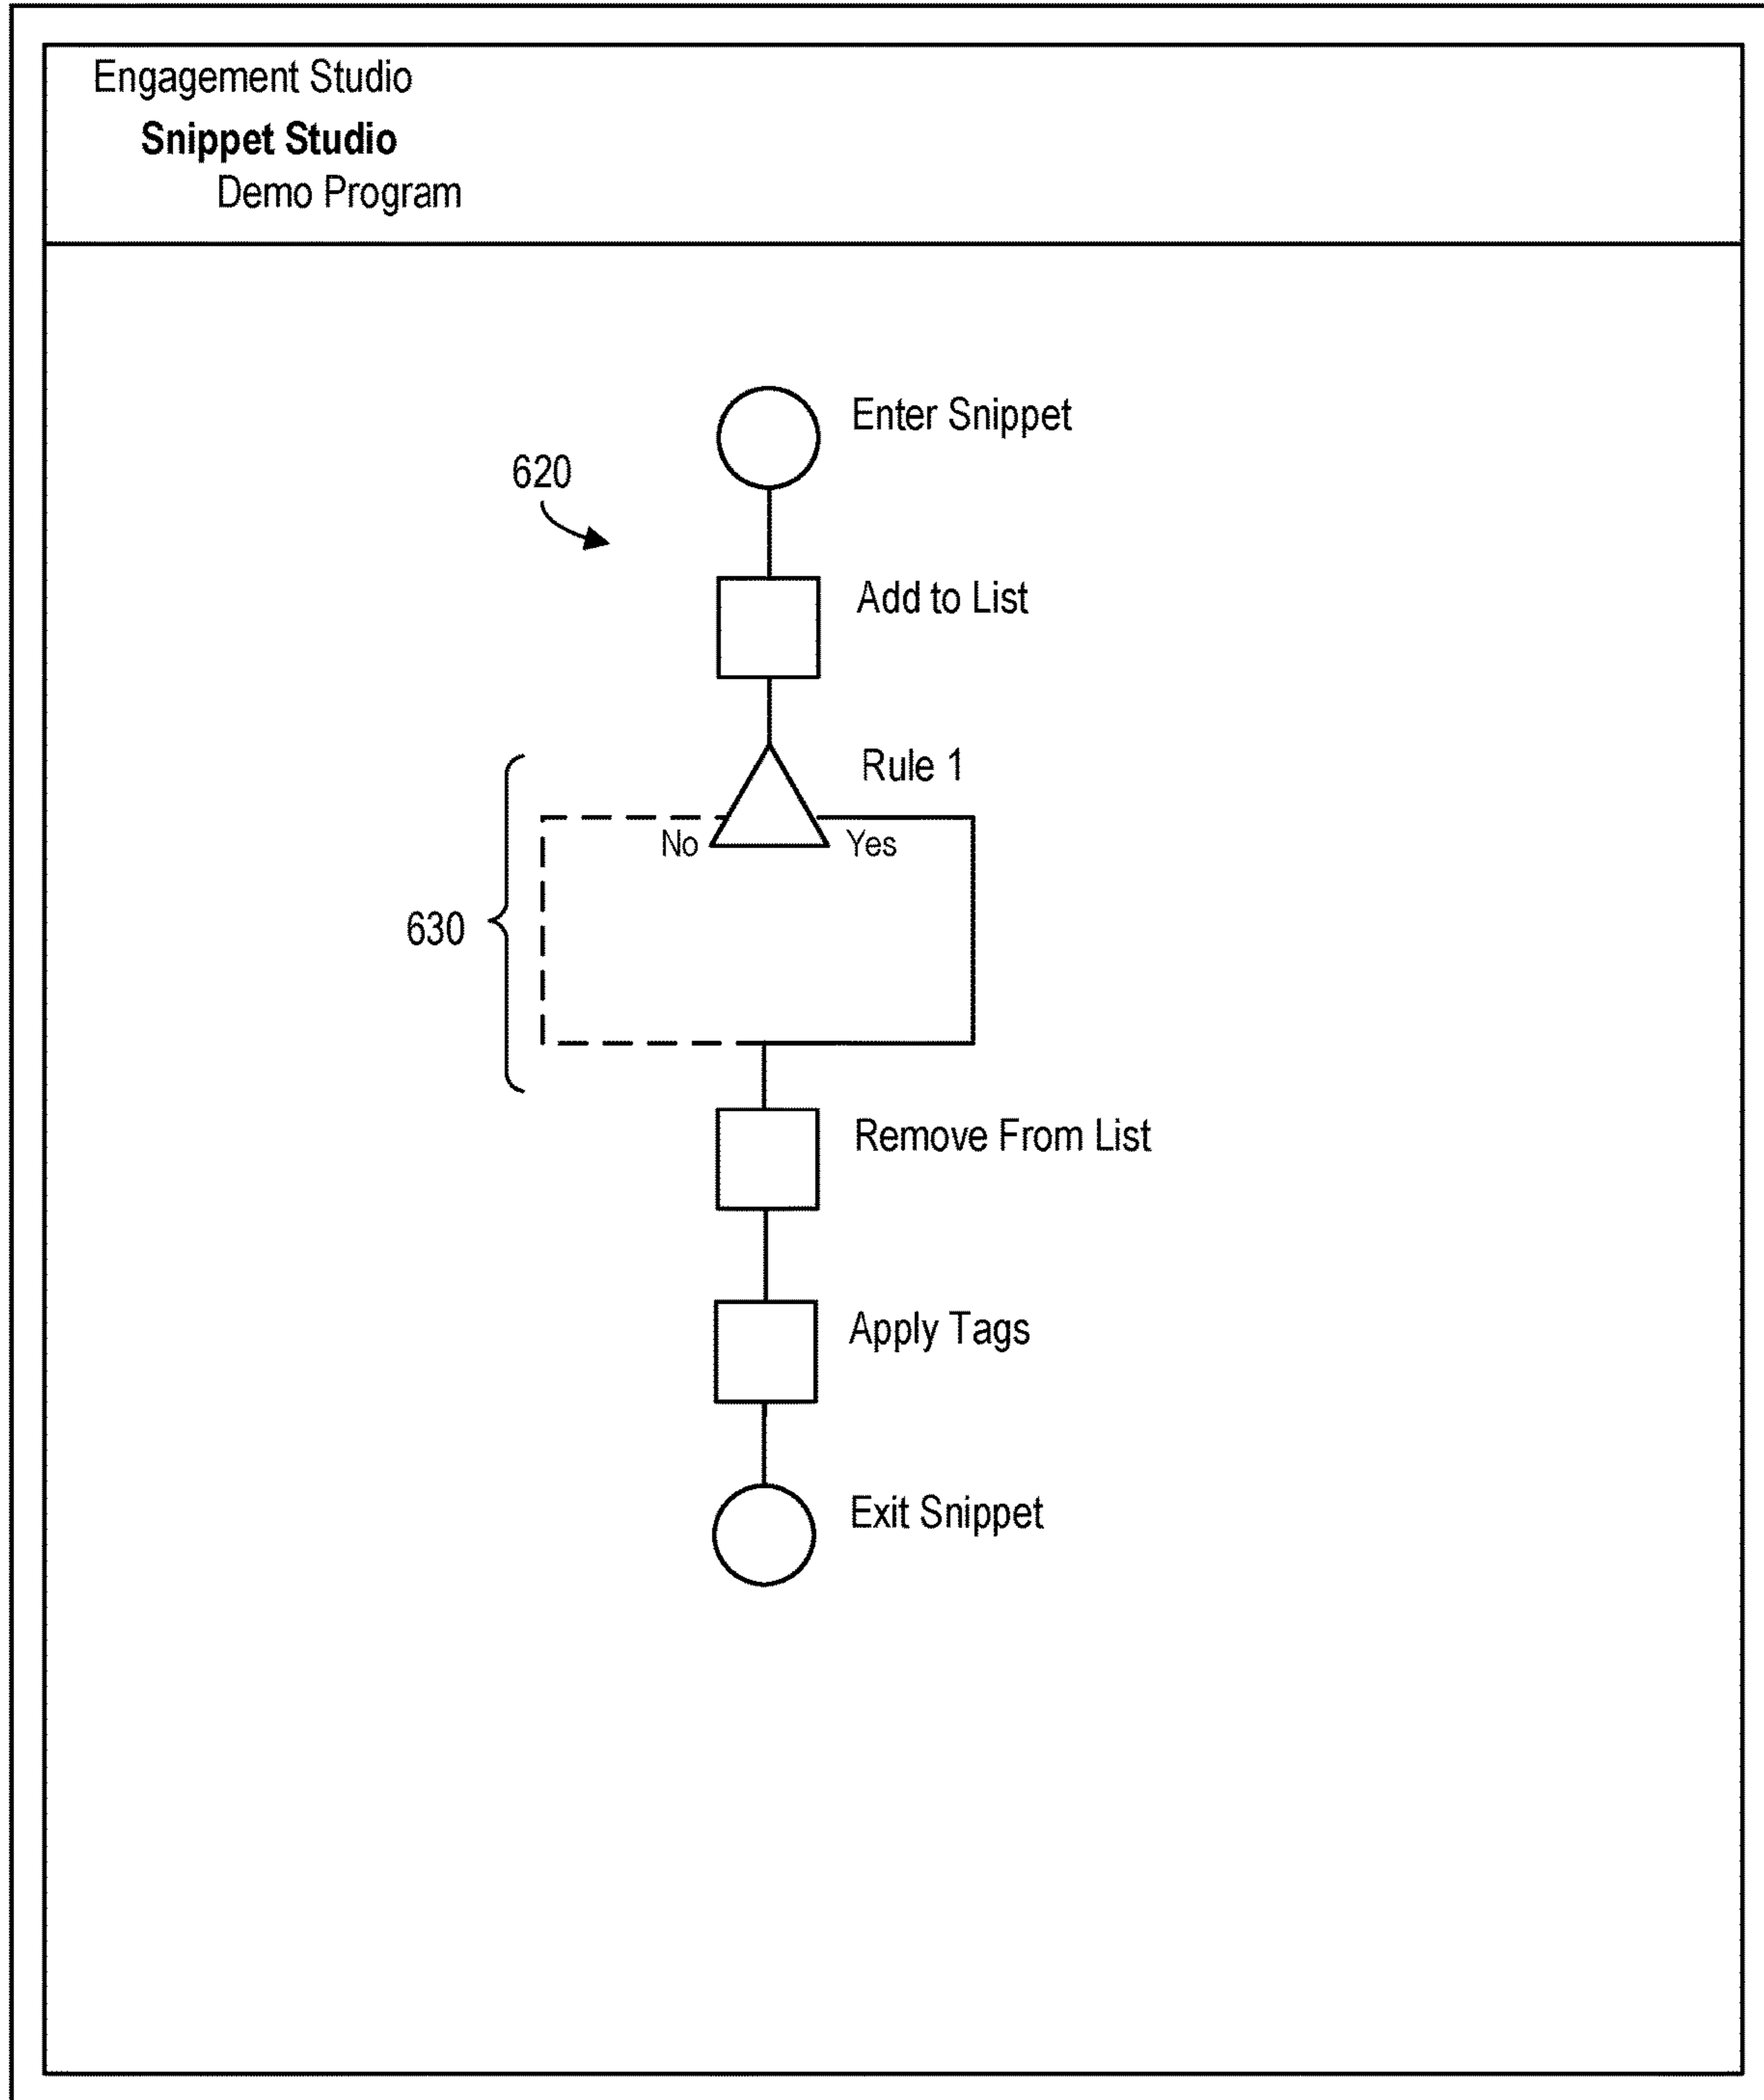 Engagement Studio
Snippet Studio
Demo Program
Enter Snippet
620
Add to List
Rule 1
No
Yes
630
Remove From List
Apply Tags
Exit Snippet